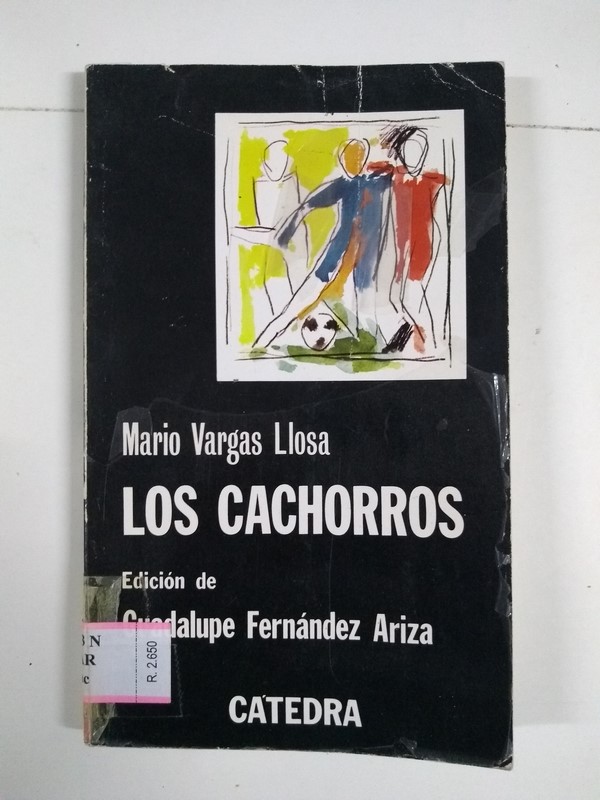 Mario Vargas Llosa
LOS CACHORROS
Edición de
Guadalupe Fernández Ariza
N
R. 2.650
CÁTEDRA